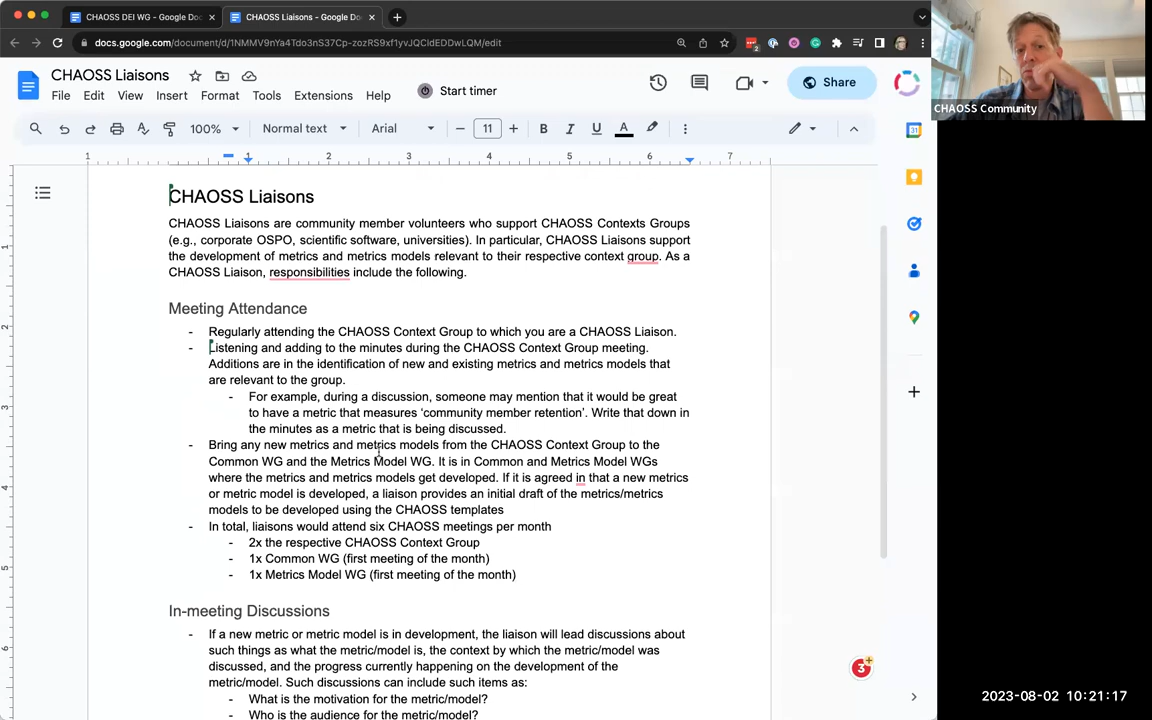 CHAOSS DEI WG - Google Doc
CHAOSS Liaisons - Google Do
docs.google.com/document/d/1NMMV9nYa4Tdo3nS37Cp-zozRS9xf1yvJQCIdEDDwLQM/edit
CHAOSS Liaisons
File Edit View Insert Format Tools Extensions Help
Start timer
Share
100% Normal text Arial 11 B I U A
1 1 2 3 4 5 6 7
CHAOSS Liaisons
CHAOSS Liaisons are community member volunteers who support CHAOSS Contexts Groups
(e.g., corporate OSPO, scientific software, universities). In particular, CHAOSS Liaisons support
the development of metrics and metrics models relevant to their respective context group. As a
CHAOSS Liaison, responsibilities include the following.
Meeting Attendance
- Regularly attending the CHAOSS Context Group to which you are a CHAOSS Liaison.
- Listening and adding to the minutes during the CHAOSS Context Group meeting.
Additions are in the identification of new and existing metrics and metrics models that
are relevant to the group.
- For example, during a discussion, someone may mention that it would be great
to have a metric that measures ‘community member retention’. Write that down in
the minutes as a metric that is being discussed.
- Bring any new metrics and metrics models from the CHAOSS Context Group to the
Common WG and the Metrics Model WG. It is in Common and Metrics Model WGs
where the metrics and metrics models get developed. If it is agreed in that a new metrics
or metric model is developed, a liaison provides an initial draft of the metrics/metrics
models to be developed using the CHAOSS templates
- In total, liaisons would attend six CHAOSS meetings per month
- 2x the respective CHAOSS Context Group
- 1x Common WG (first meeting of the month)
- 1x Metrics Model WG (first meeting of the month)
In-meeting Discussions
- If a new metric or metric model is in development, the liaison will lead discussions about
such things as what the metric/model is, the context by which the metric/model was
discussed, and the progress currently happening on the development of the
metric/model. Such discussions can include such items as:
- What is the motivation for the metric/model?
- Who is the audience for the metric/model?
CHAOSS Community
3
2023-08-02 10:21:17